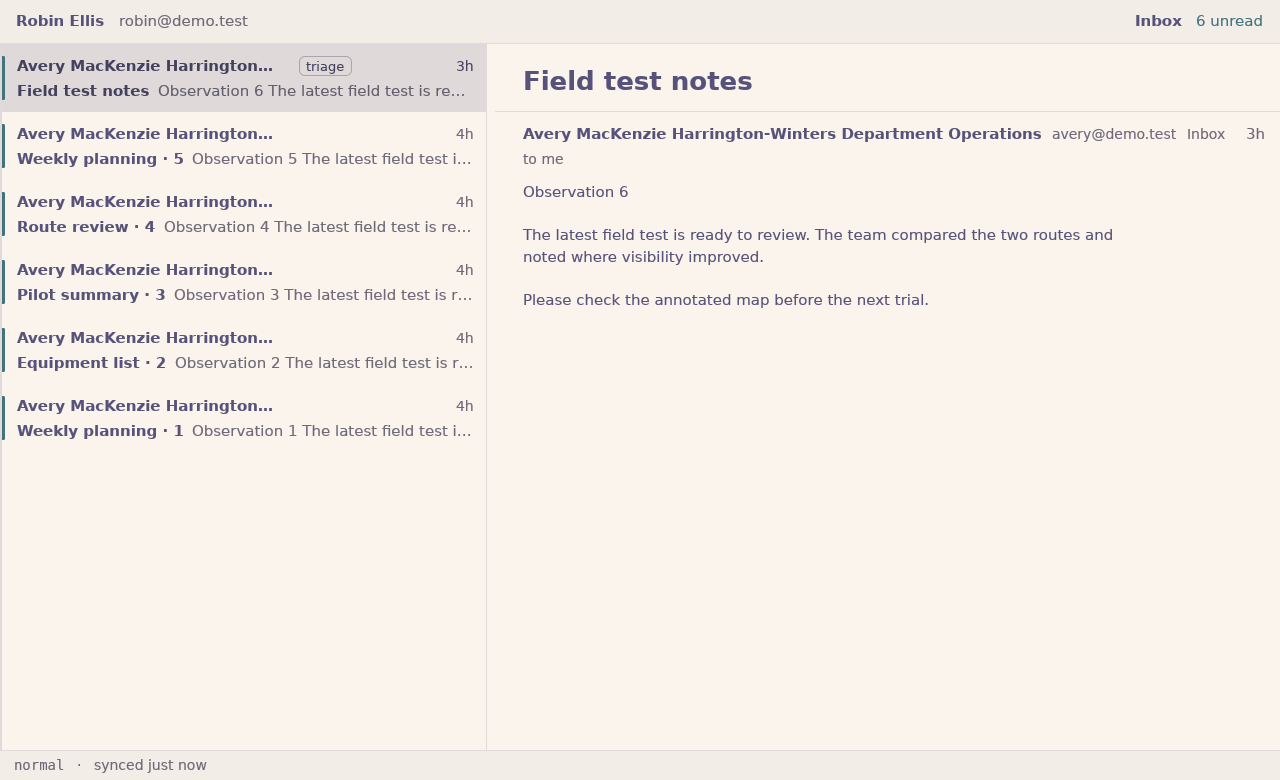 Robin Ellis robin@demo.test Inbox 6 unread
Avery MacKenzie Harrington… triage 3h
Field test notes Observation 6 The latest field test is re…
Avery MacKenzie Harrington… 4h
Weekly planning · 5 Observation 5 The latest field test i…
Avery MacKenzie Harrington… 4h
Route review · 4 Observation 4 The latest field test is re…
Avery MacKenzie Harrington… 4h
Pilot summary · 3 Observation 3 The latest field test is r…
Avery MacKenzie Harrington… 4h
Equipment list · 2 Observation 2 The latest field test is r…
Avery MacKenzie Harrington… 4h
Weekly planning · 1 Observation 1 The latest field test i…
Field test notes
Avery MacKenzie Harrington-Winters Department Operations avery@demo.test Inbox 3h
to me
Observation 6
The latest field test is ready to review. The team compared the two routes and
noted where visibility improved.
Please check the annotated map before the next trial.
normal · synced just now